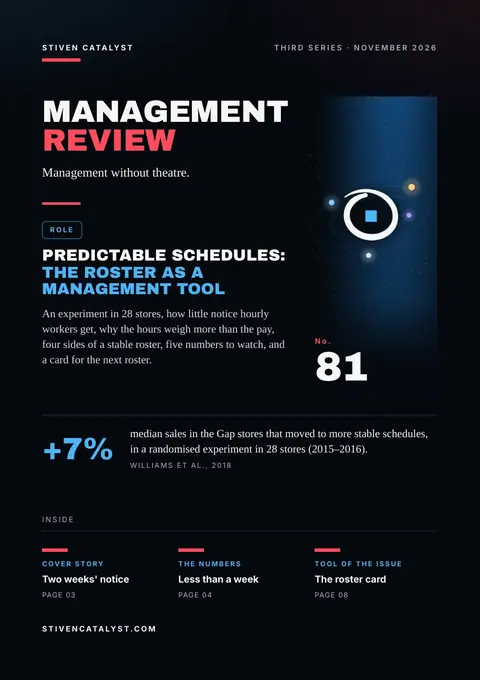 STIVEN CATALYST
THIRD SERIES · NOVEMBER 2026
MANAGEMENT
REVIEW
Management without theatre.
ROLE
PREDICTABLE SCHEDULES:
THE ROSTER AS A
MANAGEMENT TOOL
An experiment in 28 stores, how little notice hourly
workers get, why the hours weigh more than the pay,
four sides of a stable roster, five numbers to watch, and
a card for the next roster.
No.
81
+7%
median sales in the Gap stores that moved to more stable schedules,
in a randomised experiment in 28 stores (2015–2016).
WILLIAMS ET AL., 2018
INSIDE
COVER STORY
Two weeks' notice
PAGE 03
THE NUMBERS
Less than a week
PAGE 04
TOOL OF THE ISSUE
The roster card
PAGE 08
STIVENCATALYST.COM